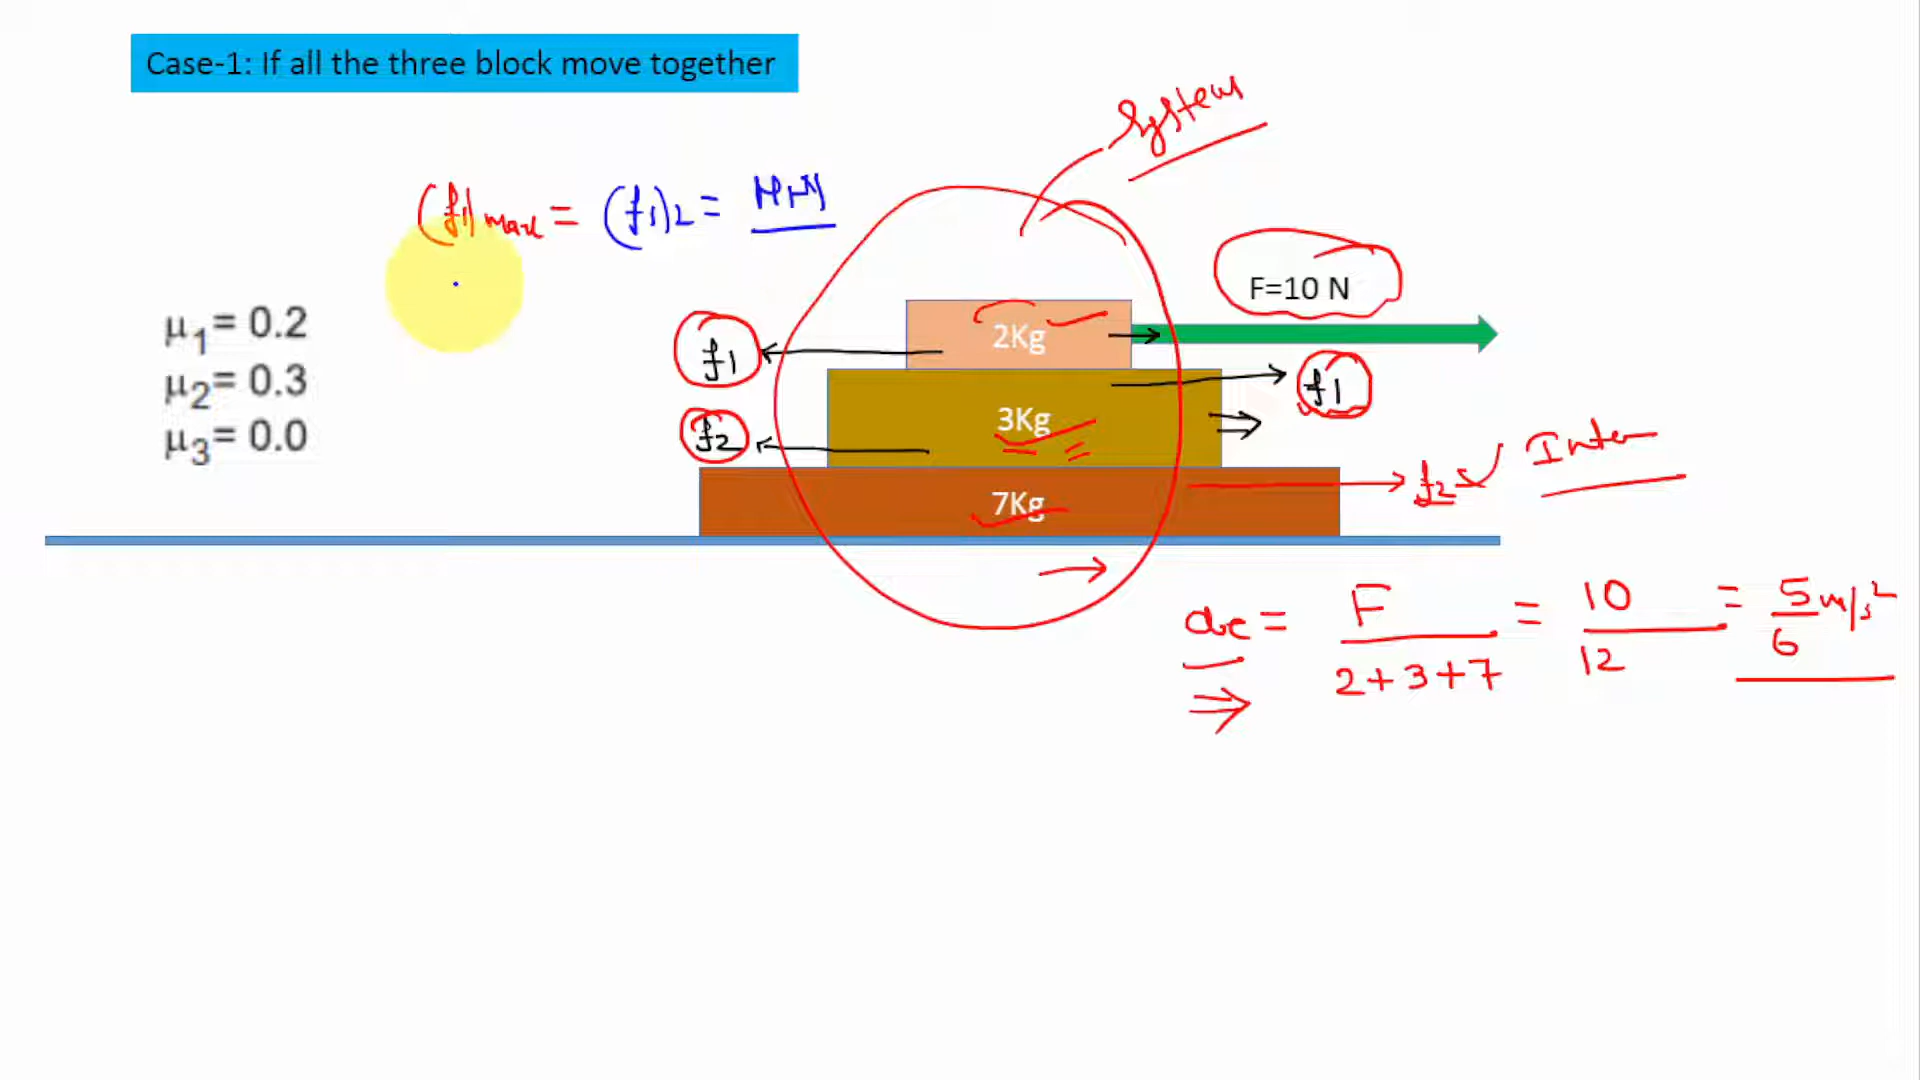 Case-1: If all the three block move together
System
(f1)max = (f1)L = μN
F=10 N
μ1= 0.2
μ2= 0.3
μ3= 0.0
2Kg
f1
f1
3Kg
f2
7Kg
f2
Inter
= F / 2+3+7 = 10 / 12 = 5 / 6 m/s2